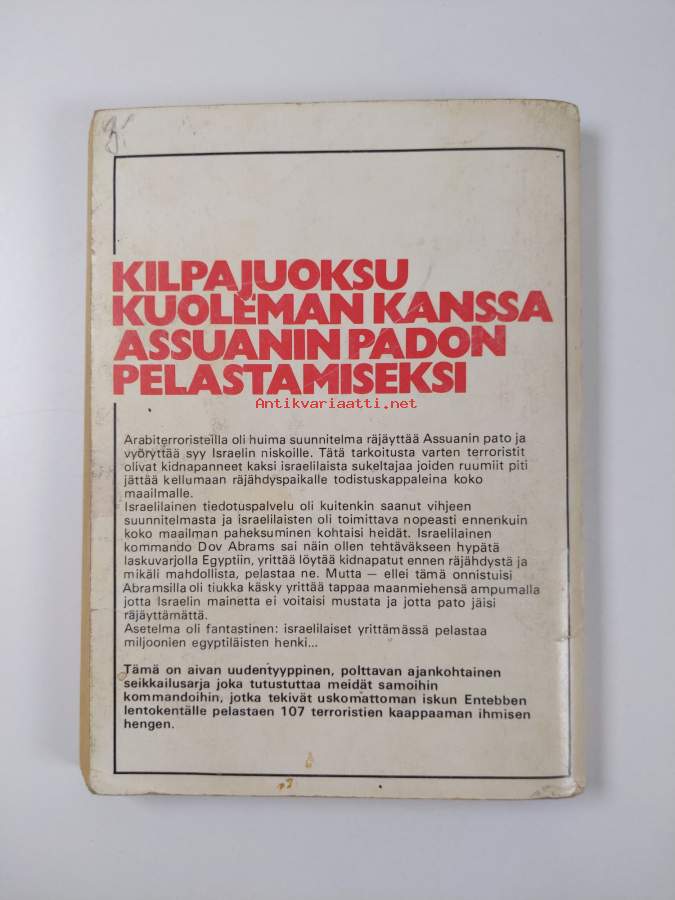 3:-
KILPAJUOKSU
KUOLEMAN KANSSA
ASSUANIN PADON
PELASTAMISEKSI
Antikvariaatti.net
Arabiterroristeilla oli huima suunnitelma räjäyttää Assuanin pato ja
vyöryttää syy Israelin niskoille. Tätä tarkoitusta varten terroristit
olivat kidnapanneet kaksi israelilaista sukeltajaa joiden ruumiit piti
jättää kellumaan räjähdyspaikalle todistuskappaleina koko
maailmalle.
Israelilainen tiedotuspalvelu oli kuitenkin saanut vihjeen
suunnitelmasta ja israelilaisten oli toimittava nopeasti ennenkuin
koko maailman paheksuminen kohtaisi heidät. Israelilainen
kommando Dov Abrams sai näin ollen tehtäväkseen hypätä
laskuvarjolla Egyptiin, yrittää löytää kidnapatut ennen räjähdystä ja
mikäli mahdollista, pelastaa ne. Mutta — ellei tämä onnistuisi
Abramsilla oli tiukka käsky yrittää tappaa maanmiehensä ampumalla
jotta Israelin mainetta ei voitaisi mustata ja jotta pato jäisi
räjäyttämättä.
Asetelma oli fantastinen: israelilaiset yrittämässä pelastaa
miljoonien egyptiläisten henki...
Tämä on aivan uudentyyppinen, polttavan ajankohtainen
seikkailusarja joka tutustuttaa meidät samoihin
kommandoihin, jotka tekivät uskomattoman iskun Entebben
lentokentälle pelastaen 107 terroristien kaappaaman ihmisen
hengen.